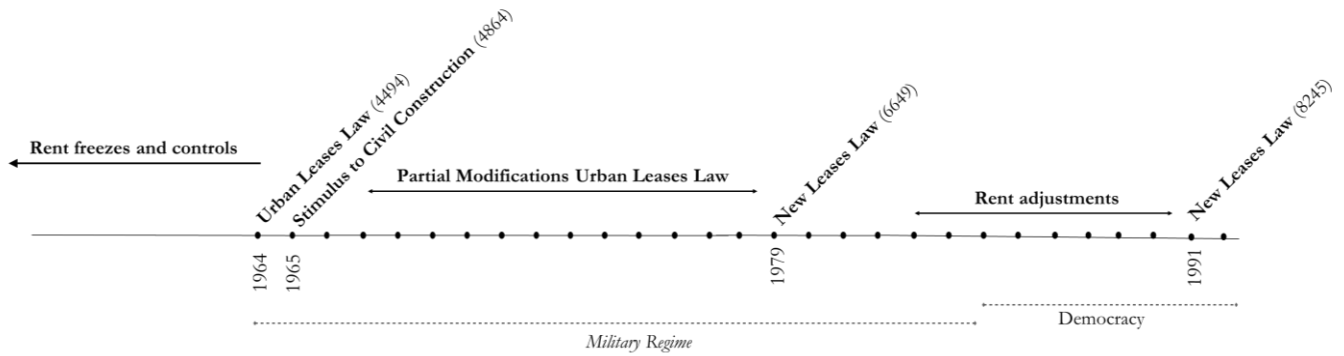 Rent freezes and controls
Urban Leases Law (4494)
Stimulus to Civil Construction (4864)
Partial Modifications Urban Leases Law
New Leases Law (6649)
Rent adjustments
New Leases Law (8245)
1964
1965
1979
1991
Military Regime
Democracy